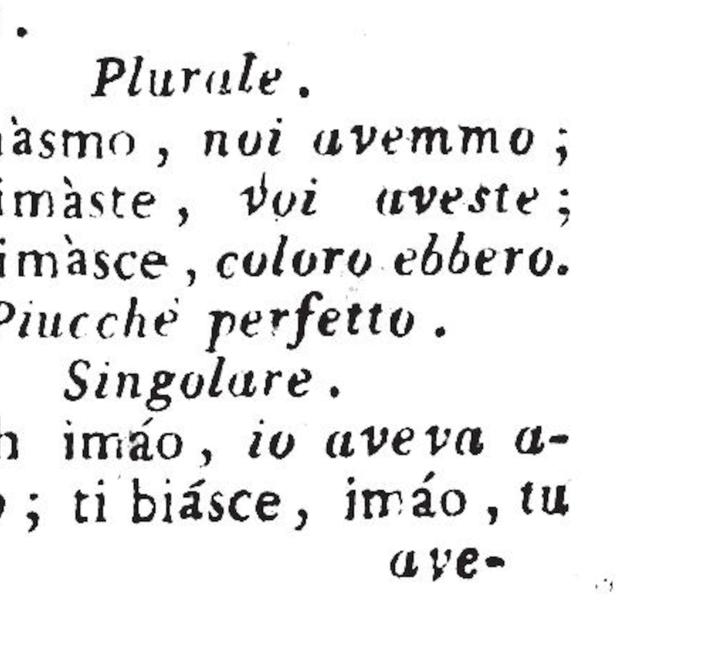 .
Plurale.
àsmo, noi avemmo;
imàste, voi aveste;
imàsce, coloro ebbero.
Piucchè perfetto.
Singolare.
imáo, io aveva a-
; ti biásce, imáo, tu
ave-